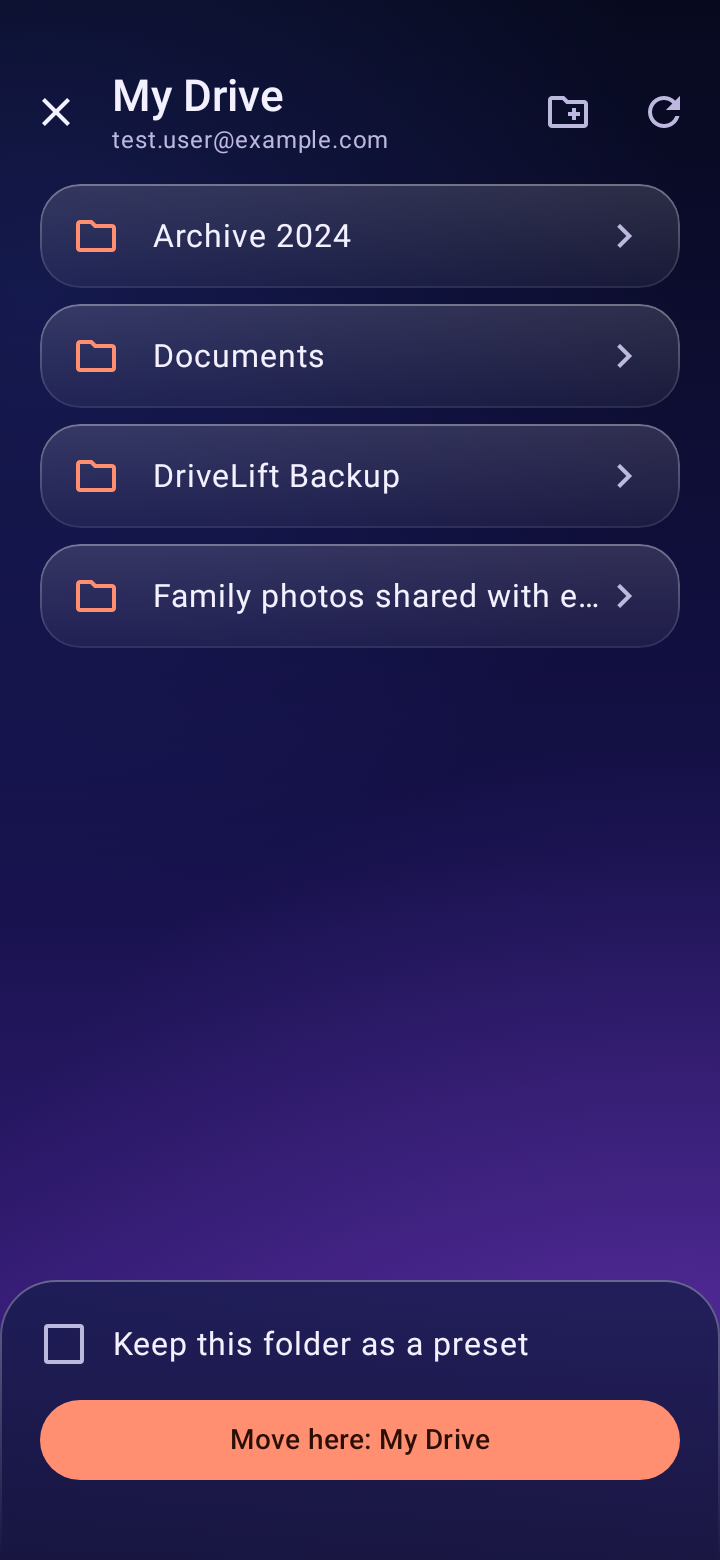 My Drive
test.user@example.com
Archive 2024
Documents
DriveLift Backup
Family photos shared with e…
Keep this folder as a preset
Move here: My Drive